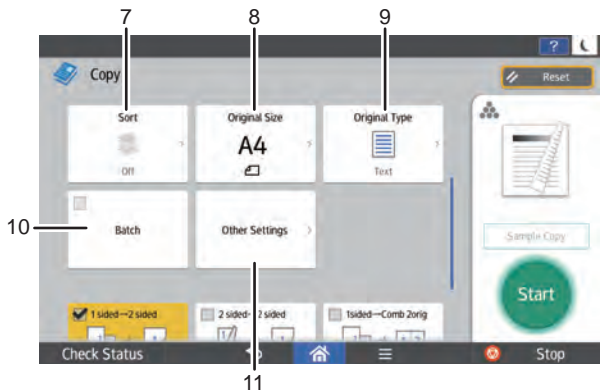 7 8 9
?
Copy
Reset
Sort Original Size Original Type
A4
Off Text
10
Batch Other Settings
Sample Copy
Start
1 sided→2 sided 2 sided→2 sided 1sided→Comb 2orig
Check Status Stop
11